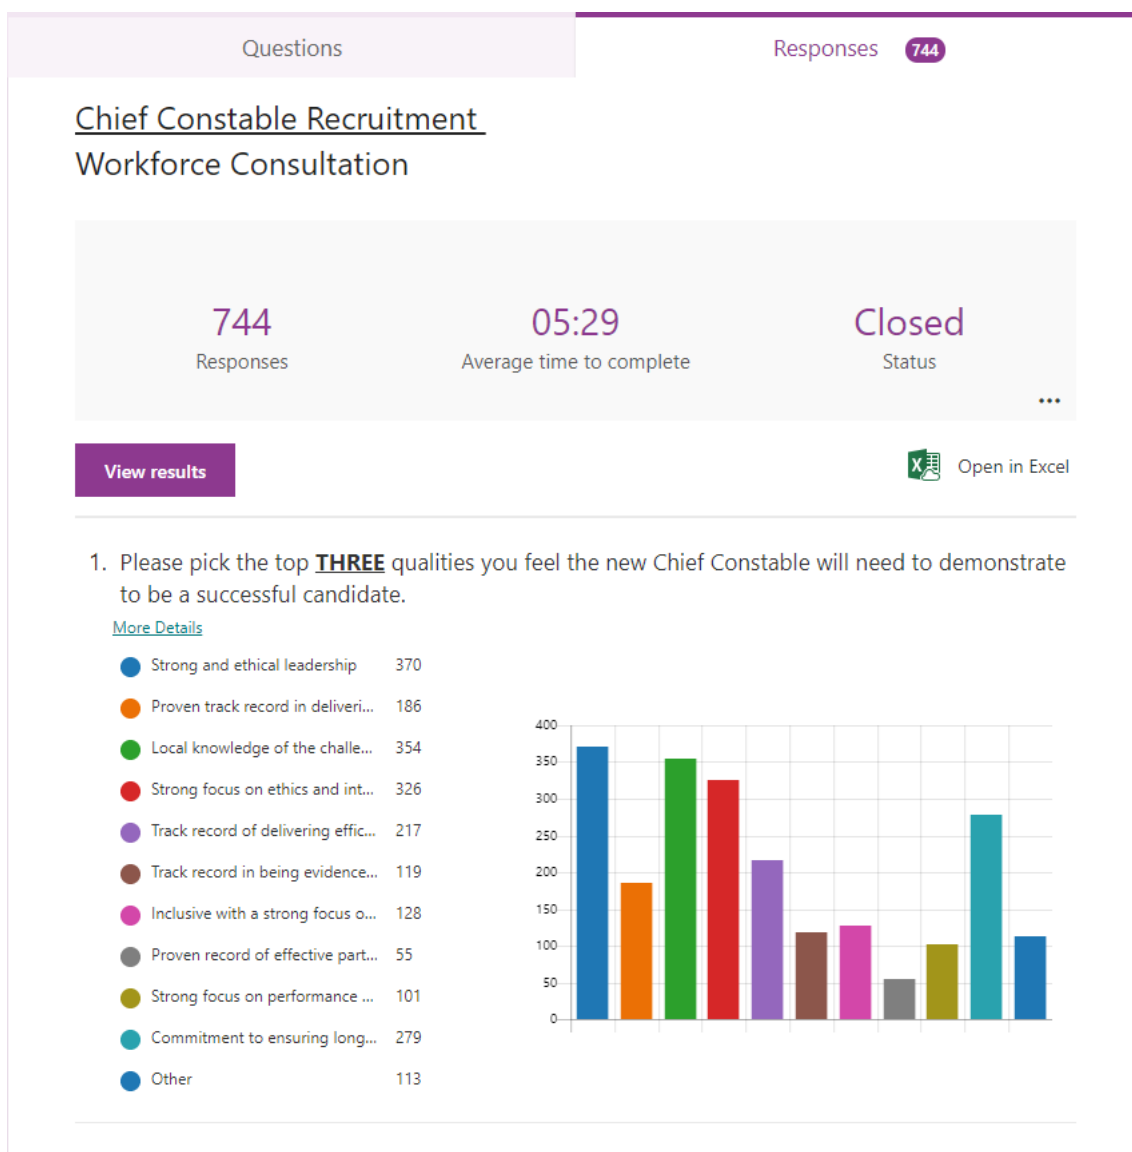 Questions
Responses 744
Chief Constable Recruitment
Workforce Consultation
744
Responses
05:29
Average time to complete
Closed
Status
View results
Open in Excel
1. Please pick the top THREE qualities you feel the new Chief Constable will need to demonstrate
to be a successful candidate.
More Details
Strong and ethical leadership 370
Proven track record in deliveri... 186
Local knowledge of the challe... 354
Strong focus on ethics and int... 326
Track record of delivering effic... 217
Track record in being evidence... 119
Inclusive with a strong focus o... 128
Proven record of effective part... 55
Strong focus on performance ... 101
Commitment to ensuring long... 279
Other 113
400
350
300
250
200
150
100
50
0